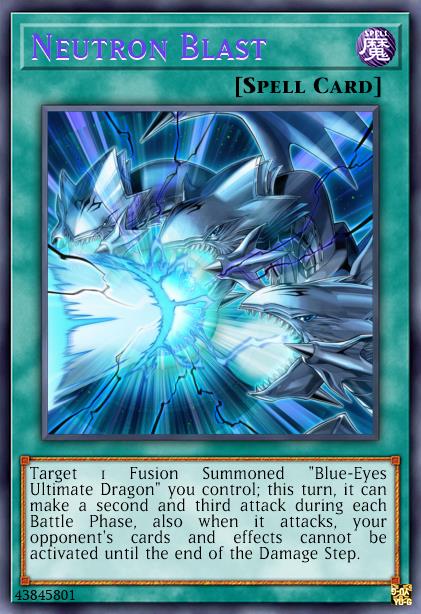 Neutron Blast
SPELL
魔
[Spell Card]
Target 1 Fusion Summoned "Blue-Eyes
Ultimate Dragon" you control; this turn, it can
make a second and third attack during each
Battle Phase, also when it attacks, your
opponent's cards and effects cannot be
activated until the end of the Damage Step.
43845801